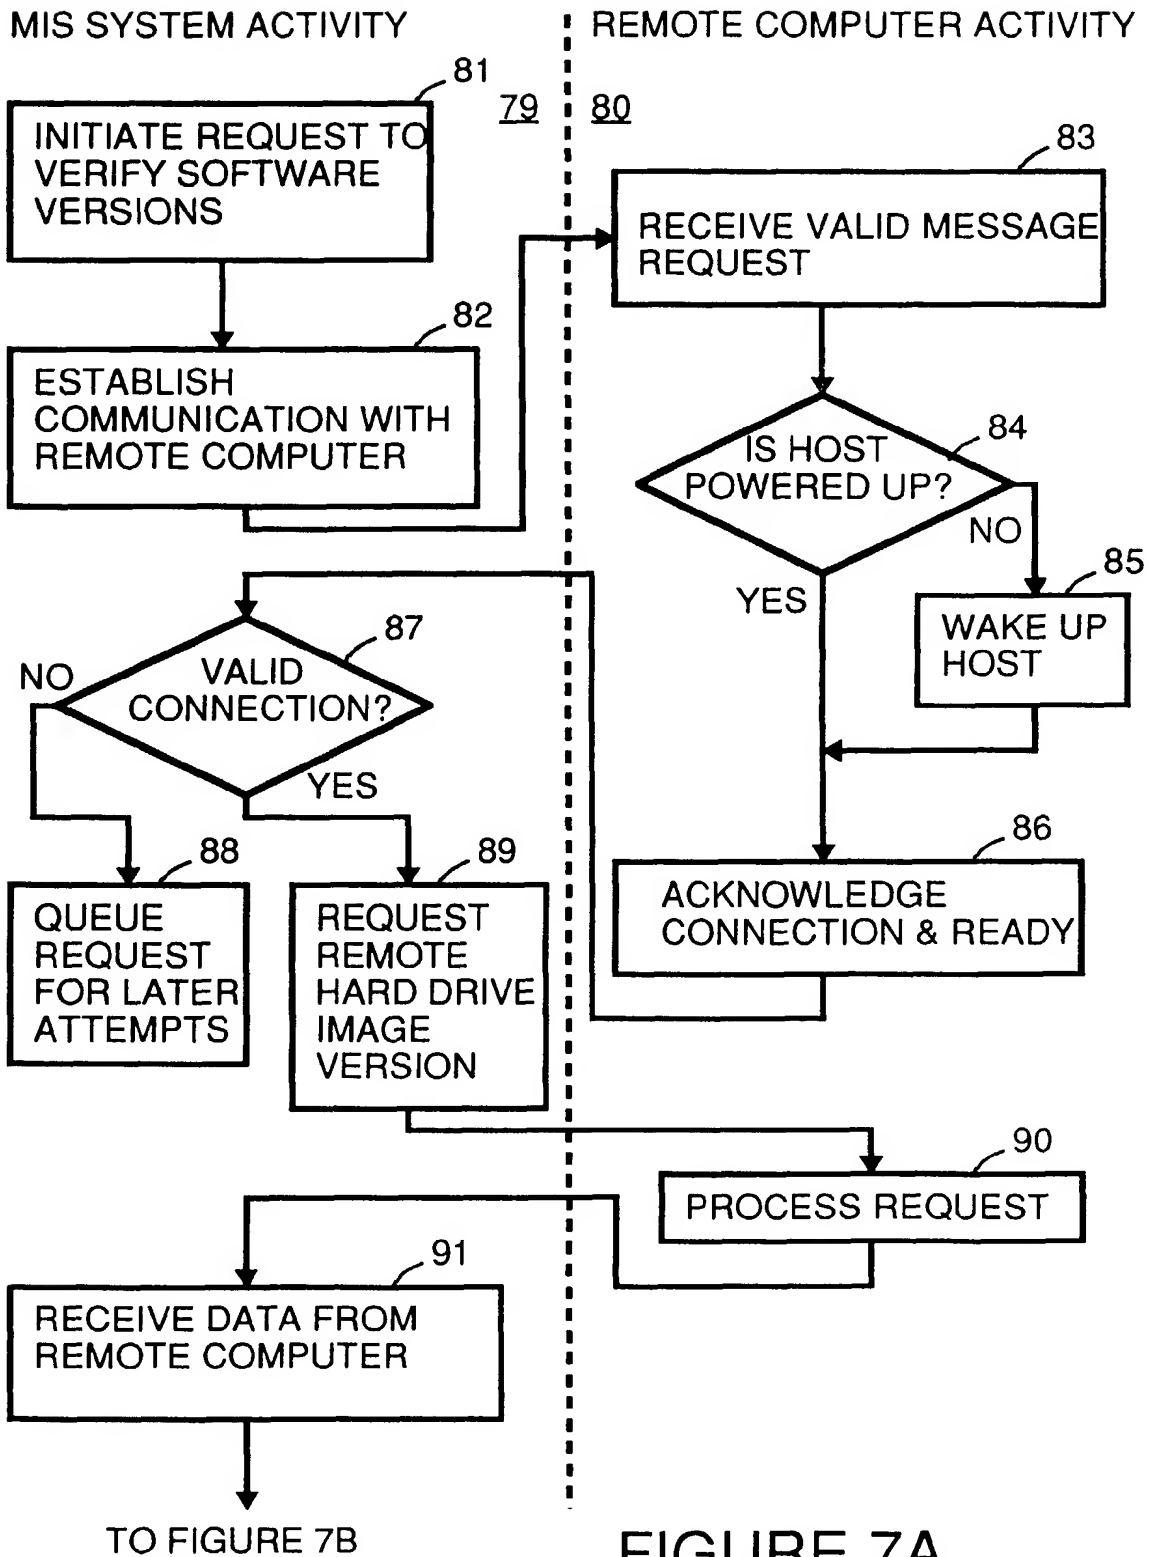 MIS SYSTEM ACTIVITY
REMOTE COMPUTER ACTIVITY
79
80
81
INITIATE REQUEST TO
VERIFY SOFTWARE
VERSIONS
82
ESTABLISH
COMMUNICATION WITH
REMOTE COMPUTER
83
RECEIVE VALID MESSAGE
REQUEST
84
IS HOST
POWERED UP?
NO
YES
85
WAKE UP
HOST
86
ACKNOWLEDGE
CONNECTION & READY
87
VALID
CONNECTION?
NO
YES
88
QUEUE
REQUEST
FOR LATER
ATTEMPTS
89
REQUEST
REMOTE
HARD DRIVE
IMAGE
VERSION
90
PROCESS REQUEST
91
RECEIVE DATA FROM
REMOTE COMPUTER
TO FIGURE 7B
FIGURE 7A